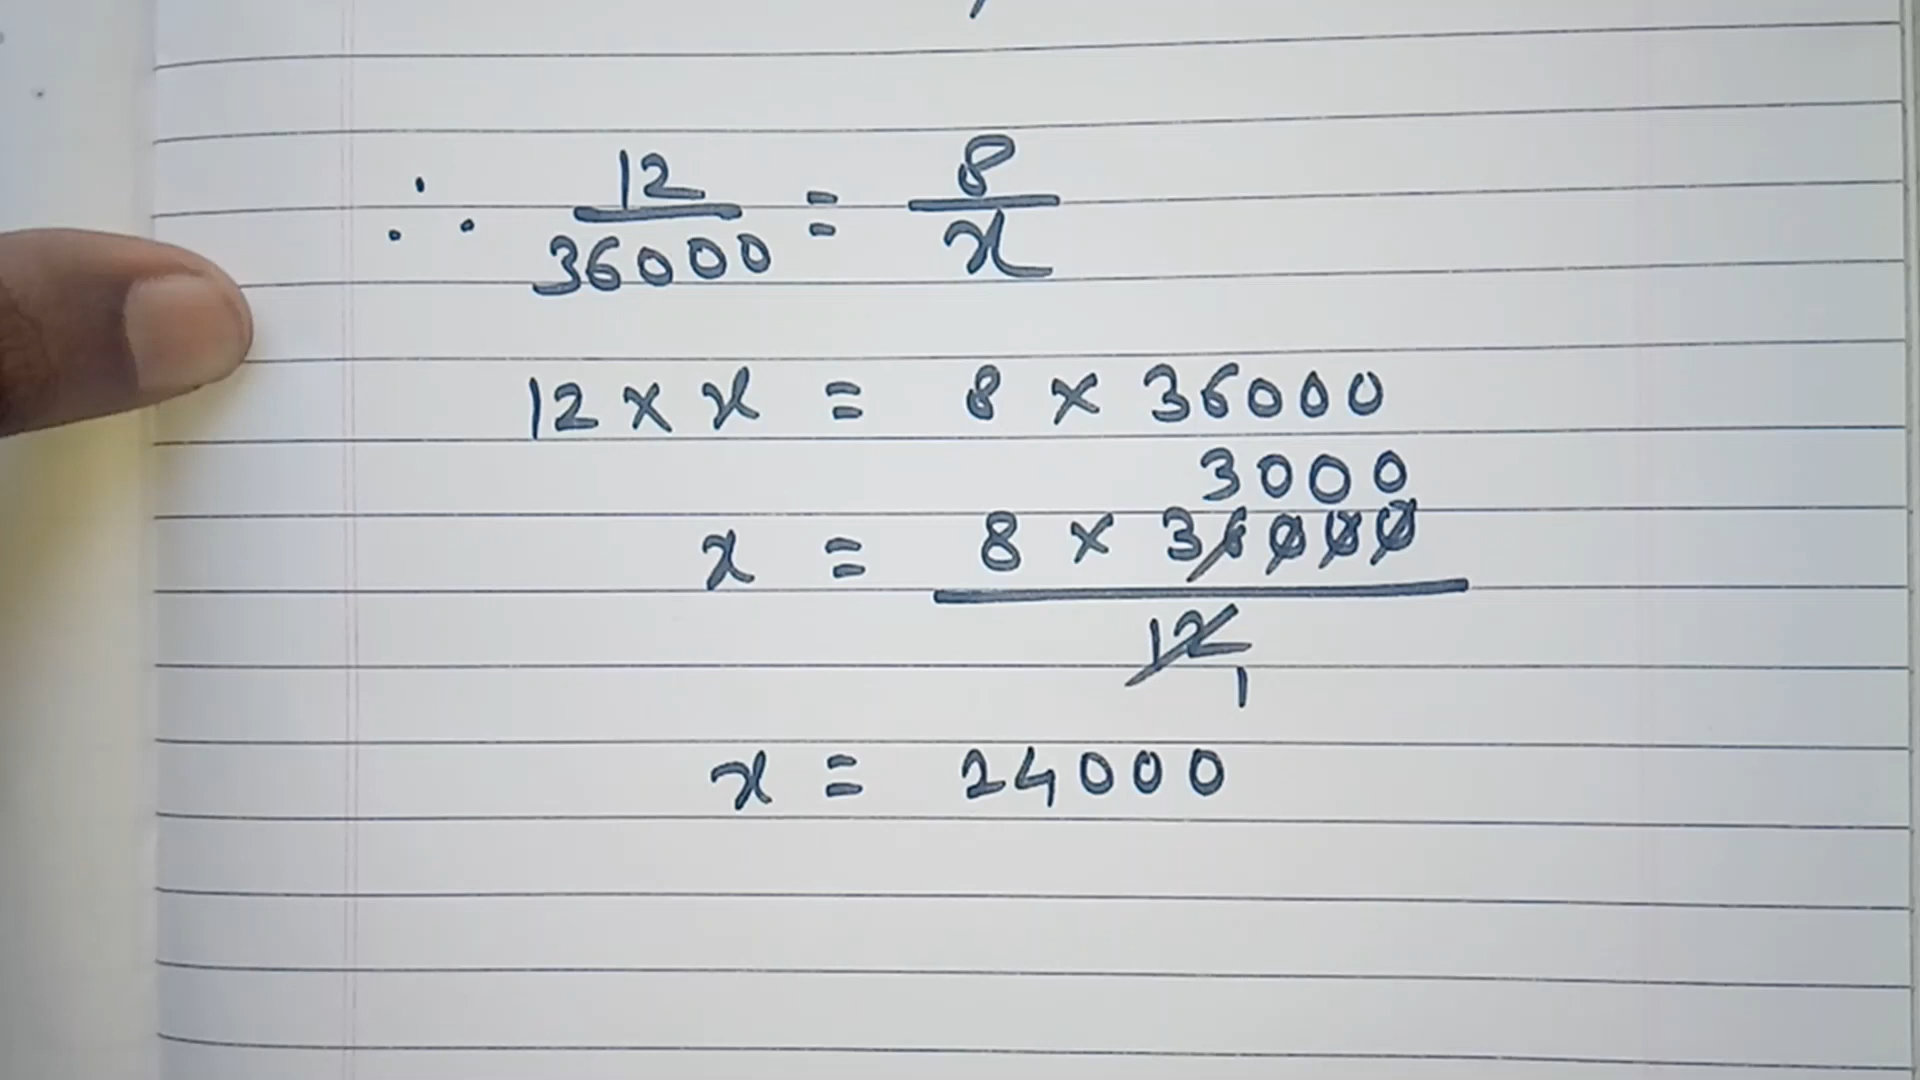 ∴ 12/36000 = 8/x
12 × x = 8 × 36000
3000
x = 8 × 36000
12
1
x = 24000